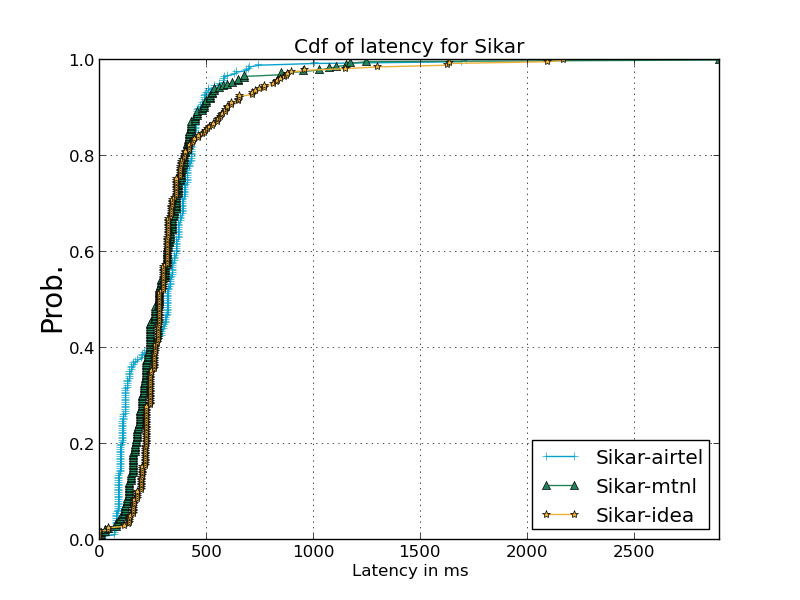 Cdf of latency for Sikar
1.0
0.8
0.6
0.4
0.2
0.0
Prob.
0
500
1000
1500
2000
2500
Latency in ms
Sikar-airtel
Sikar-mtnl
Sikar-idea